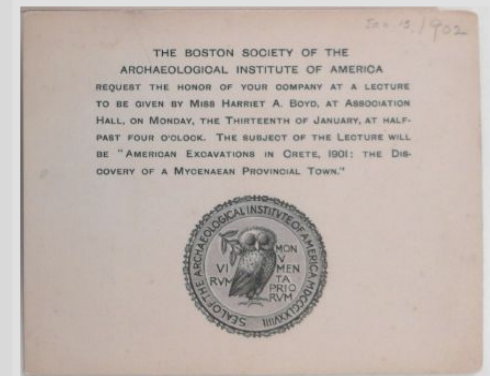 Jan. 13, 1902
THE BOSTON SOCIETY OF THE
ARCHAEOLOGICAL INSTITUTE OF AMERICA
REQUEST THE HONOR OF YOUR COMPANY AT A LECTURE
TO BE GIVEN BY MISS HARRIET A. BOYD, AT ASSOCIATION
HALL, ON MONDAY, THE THIRTEENTH OF JANUARY, AT HALF-
PAST FOUR O'CLOCK. THE SUBJECT OF THE LECTURE WILL
BE "AMERICAN EXCAVATIONS IN CRETE, 1901: THE DIS-
COVERY OF A MYCENAEAN PROVINCIAL TOWN."
SEAL OF THE ARCHAEOLOGICAL INSTITVTE OF AMERICA MDCCCLXXVIIII
VI
RVM
MON
V
MEN
TA
PRIO
RVM